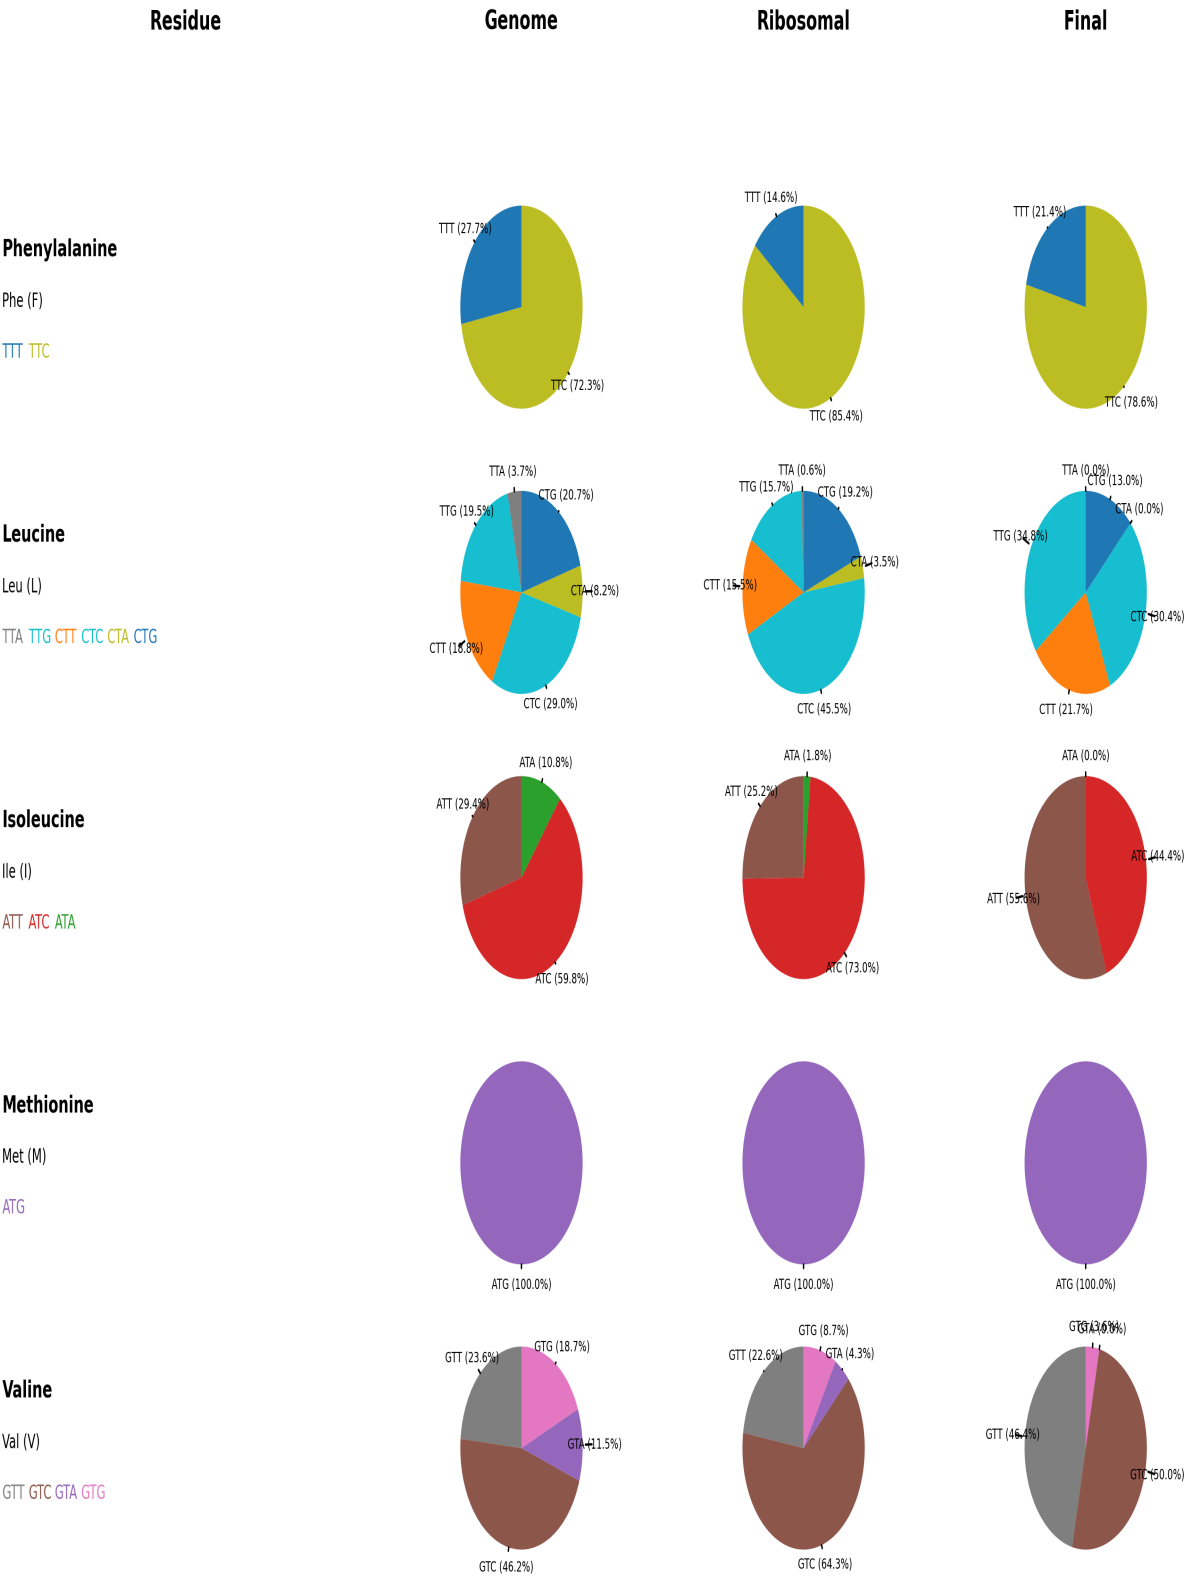 Residue Genome Ribosomal Final
Phenylalanine
Phe (F)
TTT TTC
TTT (27.7%)
TTC (72.3%)
TTT (14.6%)
TTC (85.4%)
TTT (21.4%)
TTC (78.6%)
Leucine
Leu (L)
TTA TTG CTT CTC CTA CTG
TTA (3.7%)
CTG (20.7%)
TTG (19.5%)
CTA (8.2%)
CTT (18.8%)
CTC (29.0%)
TTA (0.6%)
TTG (15.7%)
CTG (19.2%)
CTA (3.5%)
CTT (15.5%)
CTC (45.5%)
TTA (0.0%)
CTG (13.0%)
CTA (0.0%)
TTG (34.8%)
CTC (30.4%)
CTT (21.7%)
Isoleucine
Ile (I)
ATT ATC ATA
ATA (10.8%)
ATT (29.4%)
ATC (59.8%)
ATA (1.8%)
ATT (25.2%)
ATC (73.0%)
ATA (0.0%)
ATC (44.4%)
ATT (55.6%)
Methionine
Met (M)
ATG
ATG (100.0%)
ATG (100.0%)
ATG (100.0%)
Valine
Val (V)
GTT GTC GTA GTG
GTG (18.7%)
GTT (23.6%)
GTA (11.5%)
GTC (46.2%)
GTG (8.7%)
GTA (4.3%)
GTT (22.6%)
GTC (64.3%)
GTG (3.6%)
GTA (0.0%)
GTT (46.4%)
GTC (50.0%)